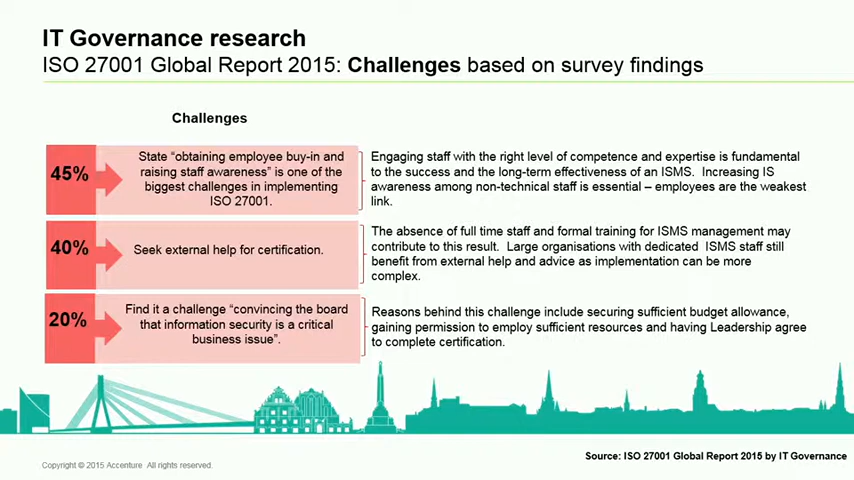 IT Governance research
ISO 27001 Global Report 2015: Challenges based on survey findings
Challenges
45%
State “obtaining employee buy-in and
raising staff awareness” is one of the
biggest challenges in implementing
ISO 27001.
Engaging staff with the right level of competence and expertise is fundamental
to the success and the long-term effectiveness of an ISMS. Increasing IS
awareness among non-technical staff is essential – employees are the weakest
link.
40%
Seek external help for certification.
The absence of full time staff and formal training for ISMS management may
contribute to this result. Large organisations with dedicated ISMS staff still
benefit from external help and advice as implementation can be more
complex.
20%
Find it a challenge “convincing the board
that information security is a critical
business issue”.
Reasons behind this challenge include securing sufficient budget allowance,
gaining permission to employ sufficient resources and having Leadership agree
to complete certification.
Source: ISO 27001 Global Report 2015 by IT Governance
Copyright © 2015 Accenture All rights reserved.